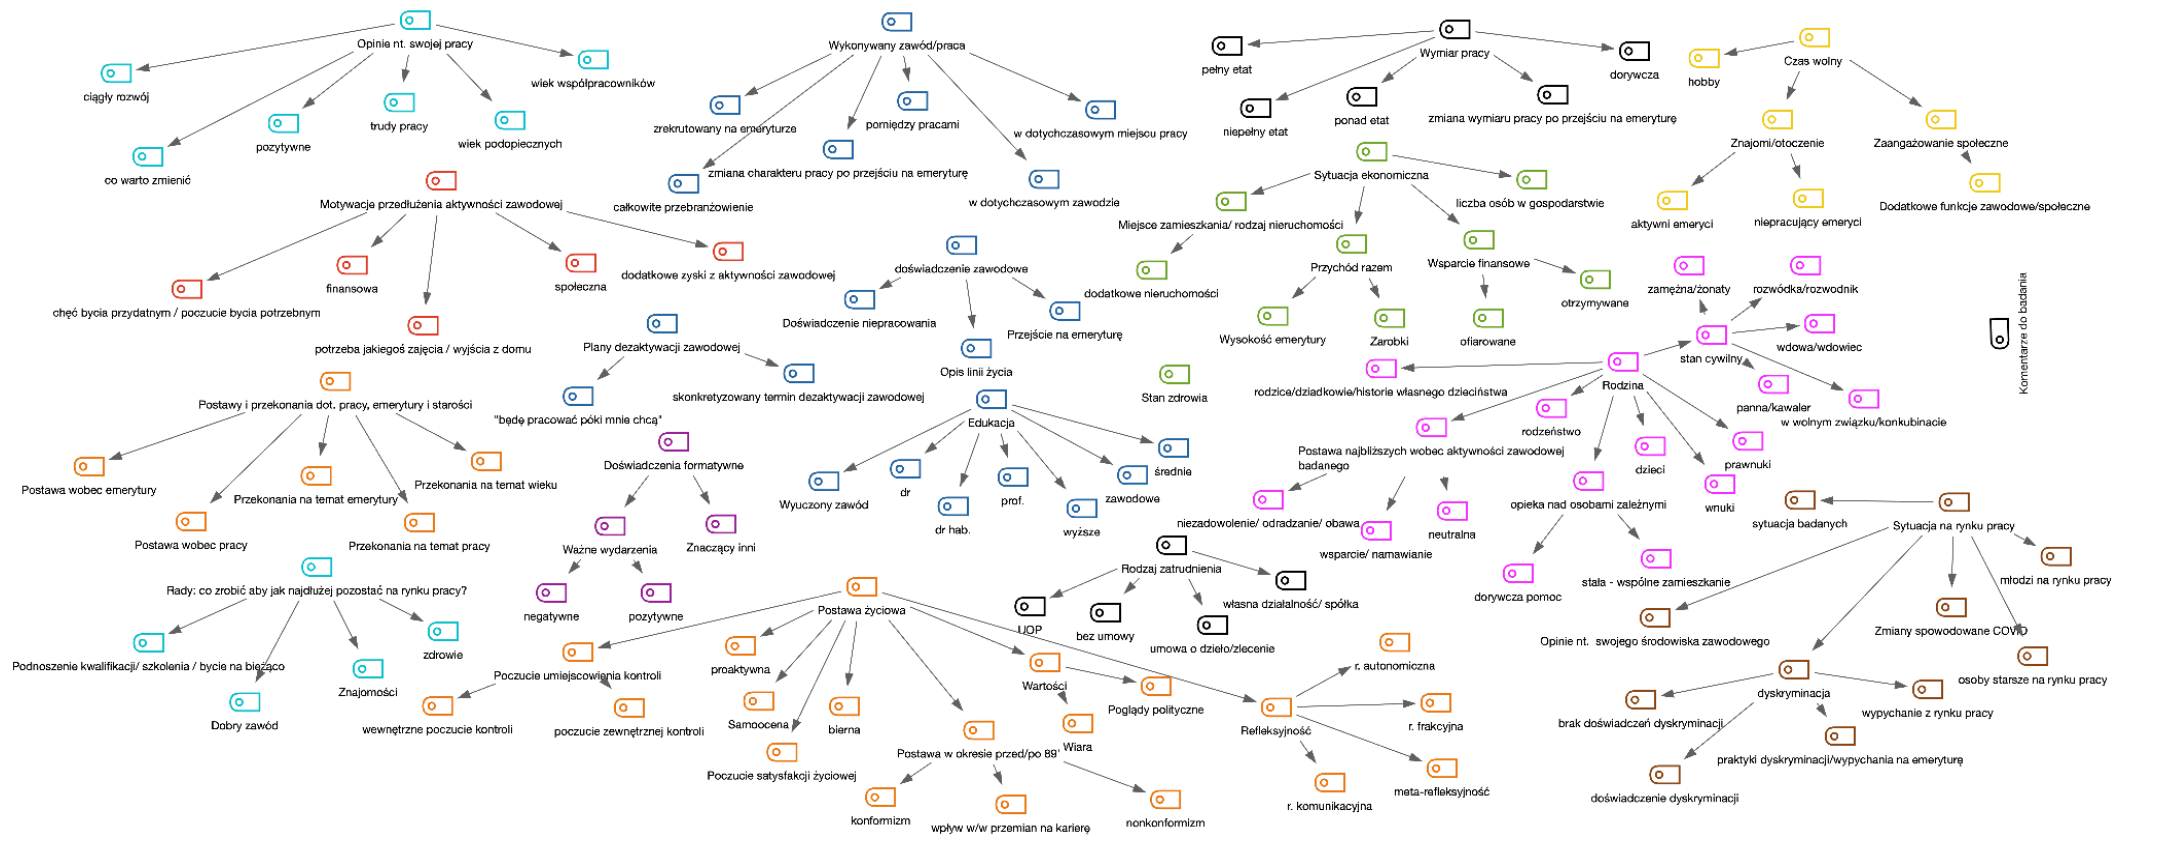 Opinie nt. swojej pracy
ciągły rozwój
co warto zmienić
pozytywne
trudy pracy
wiek podopiecznych
wiek współpracowników
Wykonywany zawód/praca
zrekrutowany na emeryturze
całkowite przebranżowienie
zmiana charakteru pracy po przejściu na emeryturę
pomiędzy pracami
w dotychczasowym zawodzie
w dotychczasowym miejscu pracy
Wymiar pracy
pełny etat
niepełny etat
ponad etat
zmiana wymiaru pracy po przejściu na emeryturę
dorywcza
Czas wolny
hobby
Znajomi/otoczenie
aktywni emeryci
niepracujący emeryci
Zaangażowanie społeczne
Dodatkowe funkcje zawodowe/społeczne
Motywacje przedłużenia aktywności zawodowej
chęć bycia przydatnym / poczucie bycia potrzebnym
finansowa
potrzeba jakiegoś zajęcia / wyjścia z domu
społeczna
dodatkowe zyski z aktywności zawodowej
Sytuacja ekonomiczna
Miejsce zamieszkania/ rodzaj nieruchomości
dodatkowe nieruchomości
Przychód razem
Wysokość emerytury
Zarobki
Wsparcie finansowe
ofiarowane
otrzymywane
liczba osób w gospodarstwie
doświadczenie zawodowe
Doświadczenie niepracowania
Opis linii życia
Przejście na emeryturę
Plany dezaktywacji zawodowej
"będę pracować póki mnie chcą"
skonkretyzowany termin dezaktywacji zawodowej
Stan zdrowia
Komentarze do badania
Rodzina
rodzice/dziadkowie/historie własnego dzieciństwa
stan cywilny
zamężna/żonaty
rozwódka/rozwodnik
wdowa/wdowiec
panna/kawaler
w wolnym związku/konkubinacie
Postawa najbliższych wobec aktywności zawodowej
badanego
niezadowolenie/ odradzanie/ obawa
wsparcie/ namawianie
neutralna
rodzeństwo
opieka nad osobami zależnymi
dorywcza pomoc
stała - wspólne zamieszkanie
dzieci
wnuki
prawnuki
Postawy i przekonania dot. pracy, emerytury i starości
Postawa wobec emerytury
Postawa wobec pracy
Przekonania na temat emerytury
Przekonania na temat pracy
Przekonania na temat wieku
Edukacja
Wyuczony zawód
dr
dr hab.
prof.
wyższe
zawodowe
średnie
Doświadczenia formatywne
Ważne wydarzenia
negatywne
pozytywne
Znaczący inni
Sytuacja na rynku pracy
sytuacja badanych
Opinie nt.  swojego środowiska zawodowego
dyskryminacja
brak doświadczeń dyskryminacji
doświadczenie dyskryminacji
praktyki dyskryminacji/wypychania na emeryturę
wypychanie z rynku pracy
Zmiany spowodowane COVID
osoby starsze na rynku pracy
młodzi na rynku pracy
Rodzaj zatrudnienia
UOP
bez umowy
umowa o dzieło/zlecenie
własna działalność/ spółka
Rady: co zrobić aby jak najdłużej pozostać na rynku pracy?
Podnoszenie kwalifikacji/ szkolenia / bycie na bieżąco
Dobry zawód
Znajomości
zdrowie
Postawa życiowa
Poczucie umiejscowienia kontroli
wewnętrzne poczucie kontroli
poczucie zewnętrznej kontroli
proaktywna
Samoocena
Poczucie satysfakcji życiowej
bierna
Postawa w okresie przed/po 89'
konformizm
wpływ w/w przemian na karierę
nonkonformizm
Wartości
Wiara
Poglądy polityczne
Refleksyjność
r. autonomiczna
r. frakcyjna
meta-refleksyjność
r. komunikacyjna